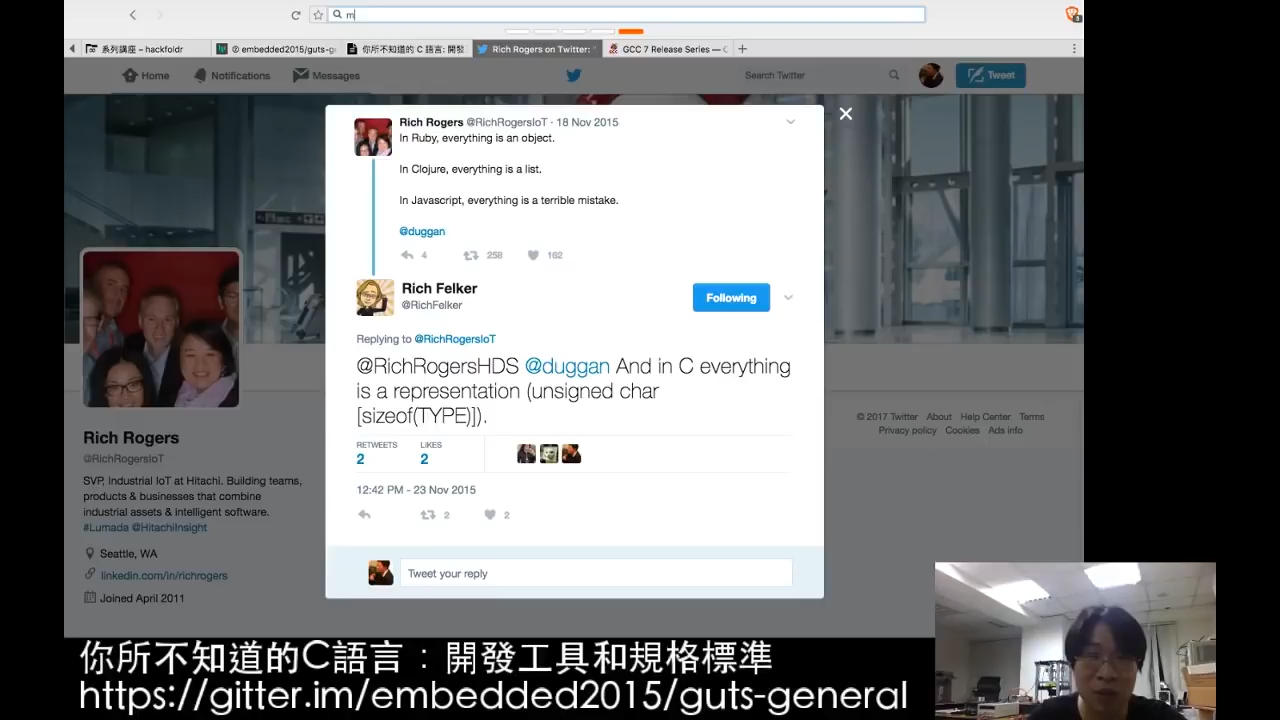 m
系列講座 – hackfoldr
embedded2015/guts-g
你所不知道的 C 語言: 開發
Rich Rogers on Twitter:
GCC 7 Release Series —
Home
Notifications
Messages
Search Twitter
Tweet
Rich Rogers @RichRogersIoT · 18 Nov 2015
In Ruby, everything is an object.
In Clojure, everything is a list.
In Javascript, everything is a terrible mistake.
@duggan
4 258 162
Rich Felker
@RichFelker
Following
Replying to @RichRogersIoT
@RichRogersHDS @duggan And in C everything
is a representation (unsigned char
[sizeof(TYPE)]).
RETWEETS LIKES
2 2
12:42 PM - 23 Nov 2015
2 2
Tweet your reply
Rich Rogers
@RichRogersIoT
SVP, Industrial IoT at Hitachi. Building teams,
products & businesses that combine
industrial assets & intelligent software.
#Lumada @HitachiInsight
Seattle, WA
linkedin.com/in/richrogers
Joined April 2011
© 2017 Twitter About Help Center Terms
Privacy policy Cookies Ads info
你所不知道的C語言：開發工具和規格標準
https://gitter.im/embedded2015/guts-general